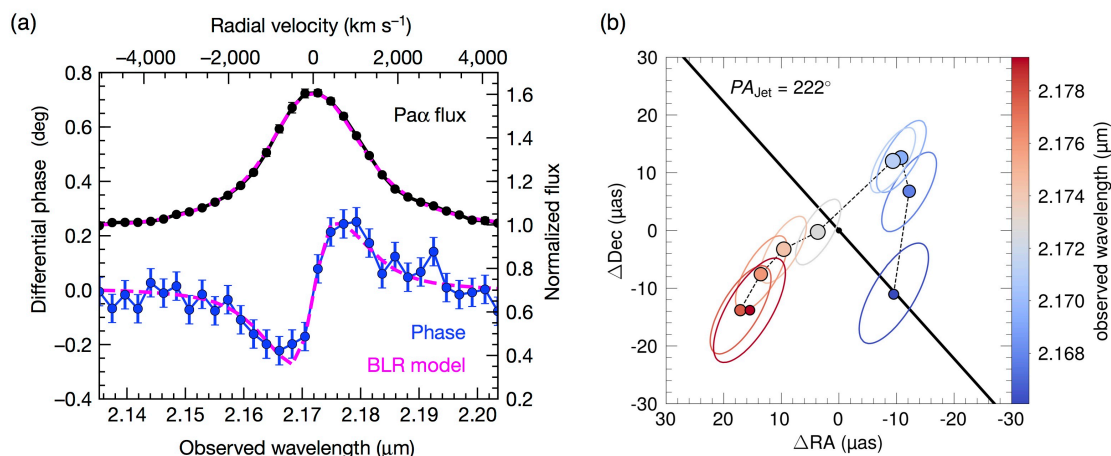 (a)
Radial velocity (km s⁻¹)
-4,000 -2,000 0 2,000 4,000
0.8
0.6
0.4
0.2
0.0
−0.2
−0.4
Differential phase (deg)
Paα flux
Phase
BLR model
1.6
1.4
1.2
1.0
0.8
0.6
0.4
0.2
Normalized flux
2.14 2.15 2.16 2.17 2.18 2.19 2.20
Observed wavelength (μm)
(b)
PA_Jet = 222°
30
20
10
0
-10
-20
-30
ΔDec (μas)
30 20 10 0 -10 -20 -30
ΔRA (μas)
2.178
2.176
2.174
2.172
2.170
2.168
observed wavelength (μm)